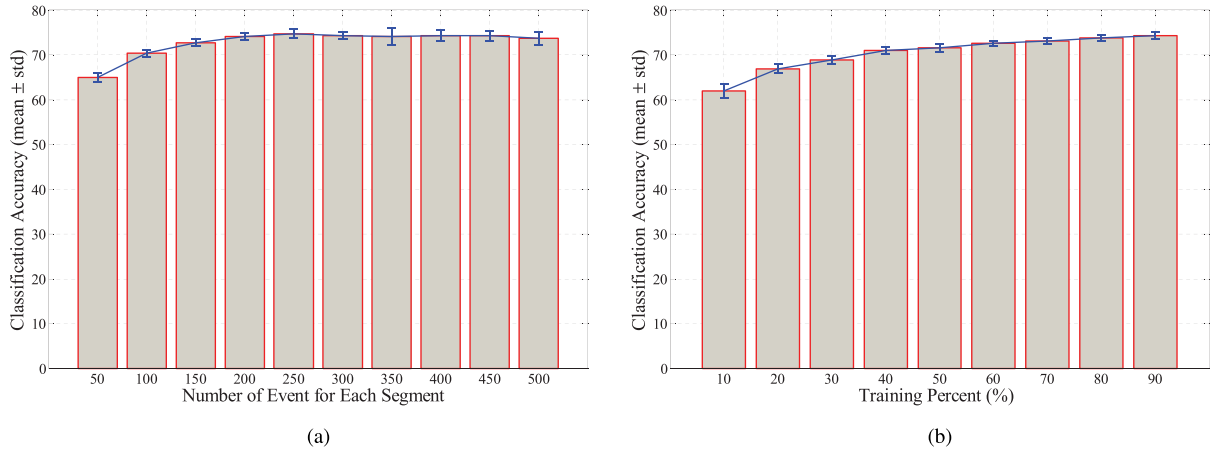 80
70
60
50
40
30
20
10
0
Classification Accuracy (mean ± std)
50 100 150 200 250 300 350 400 450 500
Number of Event for Each Segment
(a)
80
70
60
50
40
30
20
10
0
Classification Accuracy (mean ± std)
10 20 30 40 50 60 70 80 90
Training Percent (%)
(b)